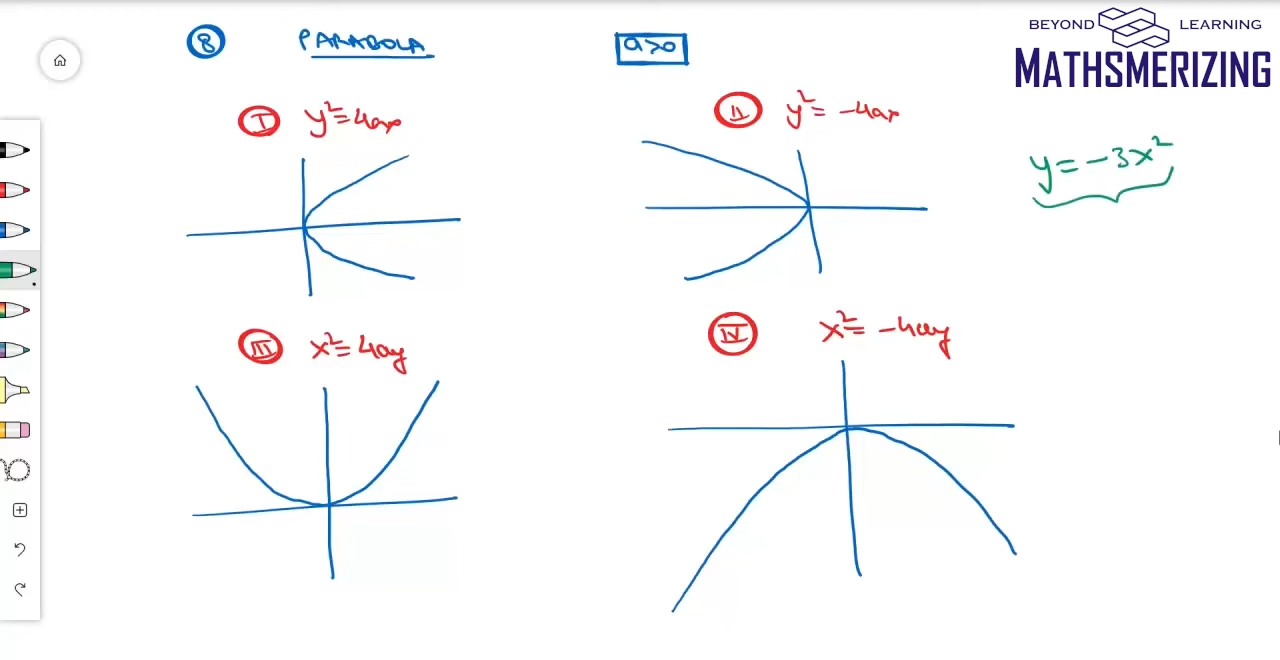 BEYOND LEARNING
MATHSMERIZING
8 PARABOLA a>0
I y²=4ax
II y²= -4ax
y= -3x²
III x²= 4ay
IV x²= -4ay